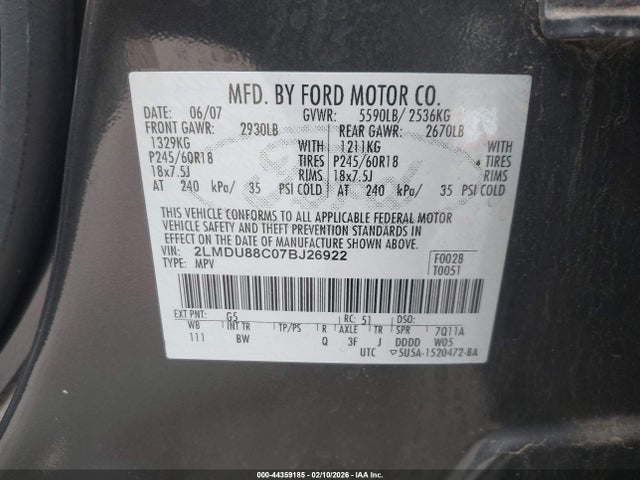 MFD. BY FORD MOTOR CO.
DATE: 06/07 GVWR: 5590LB/ 2536KG
FRONT GAWR: 2930LB REAR GAWR: 2670LB
1329KG WITH 1211KG WITH
P245/60R18 TIRES P245/60R18 TIRES
18x7.5J RIMS 18x7.5J RIMS
AT 240 kPa/ 35 PSI COLD AT 240 kPa/ 35 PSI COLD
THIS VEHICLE CONFORMS TO ALL APPLICABLE FEDERAL MOTOR
VEHICLE SAFETY AND THEFT PREVENTION STANDARDS IN
EFFECT ON THE DATE OF MANUFACTURE SHOWN ABOVE.
VIN: 2LMDU88C07BJ26922 F0028
TYPE: MPV T0051
EXT PNT: G5 RC: 51 DSO:
WB INT TR TP/PS R AXLE TR SPR 7Q11A
111 BW Q 3F J DDDD W05
UTC ▽5U5A-1520472-BA
Ford
000-44359185 - 02/10/2026 - IAA Inc.